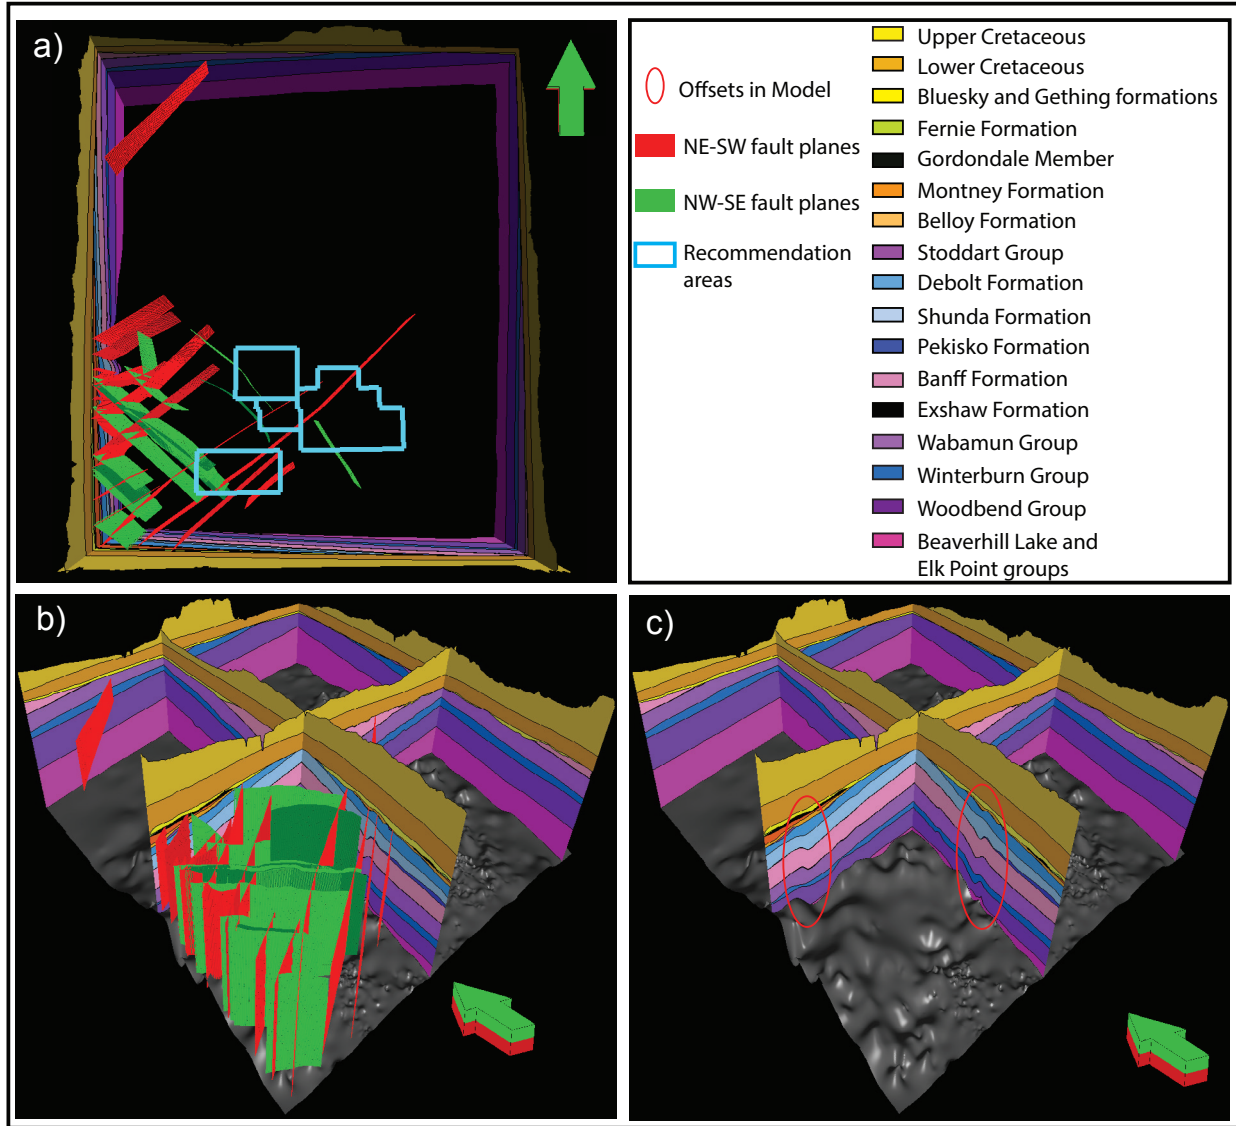 a)
Offsets in Model
NE-SW fault planes
NW-SE fault planes
Recommendation
areas
Upper Cretaceous
Lower Cretaceous
Bluesky and Gething formations
Fernie Formation
Gordondale Member
Montney Formation
Belloy Formation
Stoddart Group
Debolt Formation
Shunda Formation
Pekisko Formation
Banff Formation
Exshaw Formation
Wabamun Group
Winterburn Group
Woodbend Group
Beaverhill Lake and
Elk Point groups
b)
c)